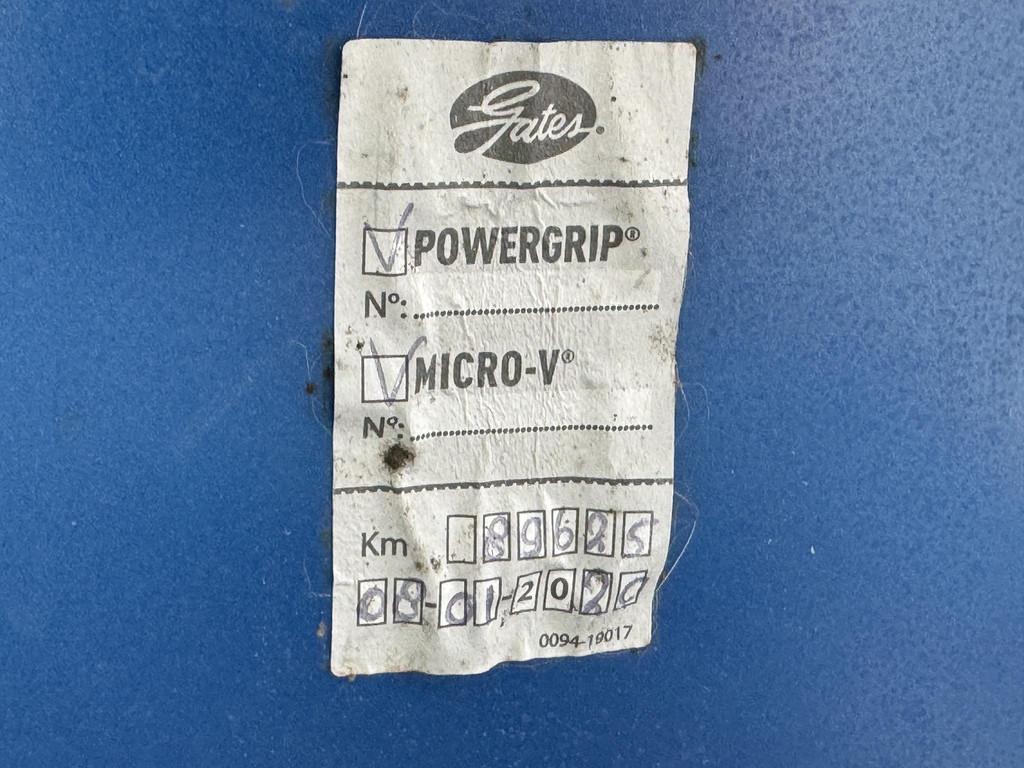 Gates
POWERGRIP®
Nº:
MICRO-V®
Nº:
Km 89625
08-01-2020
0094-19017